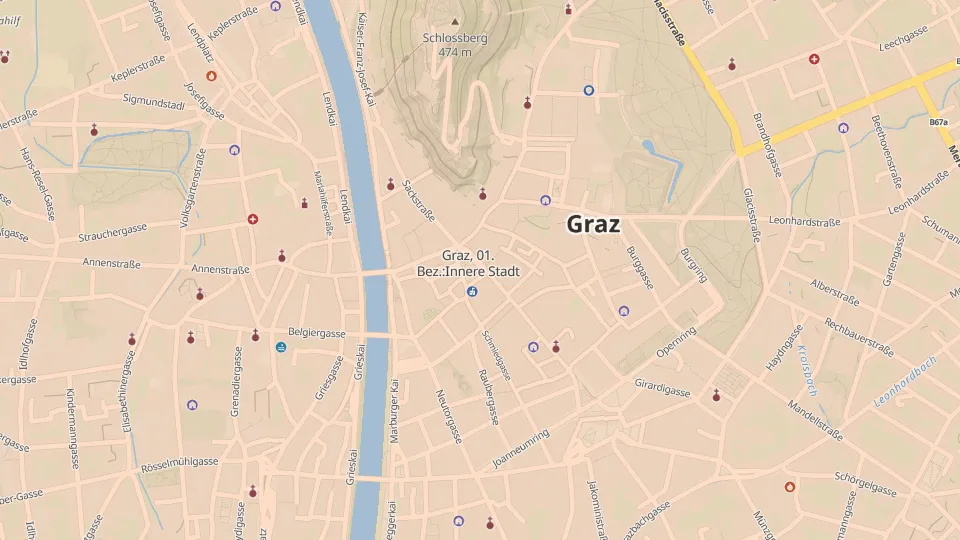 Keplerstraße
Lendkai
Lendplatz
Kaiser-Franz-Josef-Kai
Schlossberg
474 m
Leechgasse
Keplerstraße
Josefigasse
Sigmundstadl
Lendkai
B67a
Brandhofgasse
Beethovenstraße
Hans-Resel-Gasse
Volksgartenstraße
Mariahilferstraße
Lendkai
Sackstraße
Leonhardstraße
Glacisstraße
Graz
Leonhardstraße
Strauchergasse
Annenstraße
Annenstraße
Graz, 01.
Bez.:Innere Stadt
Burggasse
Burgring
Gartengasse
Alberstraße
Rechbauerstraße
Idlhofgasse
Belgiergasse
Grieskai
Schmiedgasse
Opernring
Haydngasse
Kroisbach
Leonhardbach
Elisabethinergasse
Grenadiergasse
Griesgasse
Marburger Kai
Raubergasse
Girardigasse
Kindermanngasse
Neutorgasse
Mandellstraße
Joanneumring
Rösselmühlgasse
Grieskai
Schörgelgasse